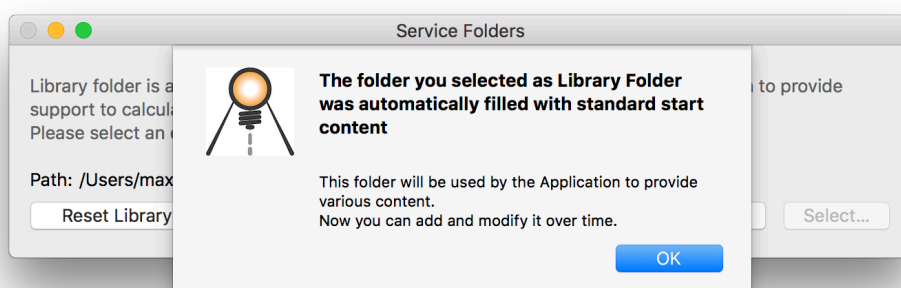 Service Folders
Library folder is a
to provide
support to calcula
Please select an
Path: /Users/max
Reset Library
Select...
The folder you selected as Library Folder
was automatically filled with standard start
content
This folder will be used by the Application to provide
various content.
Now you can add and modify it over time.
OK